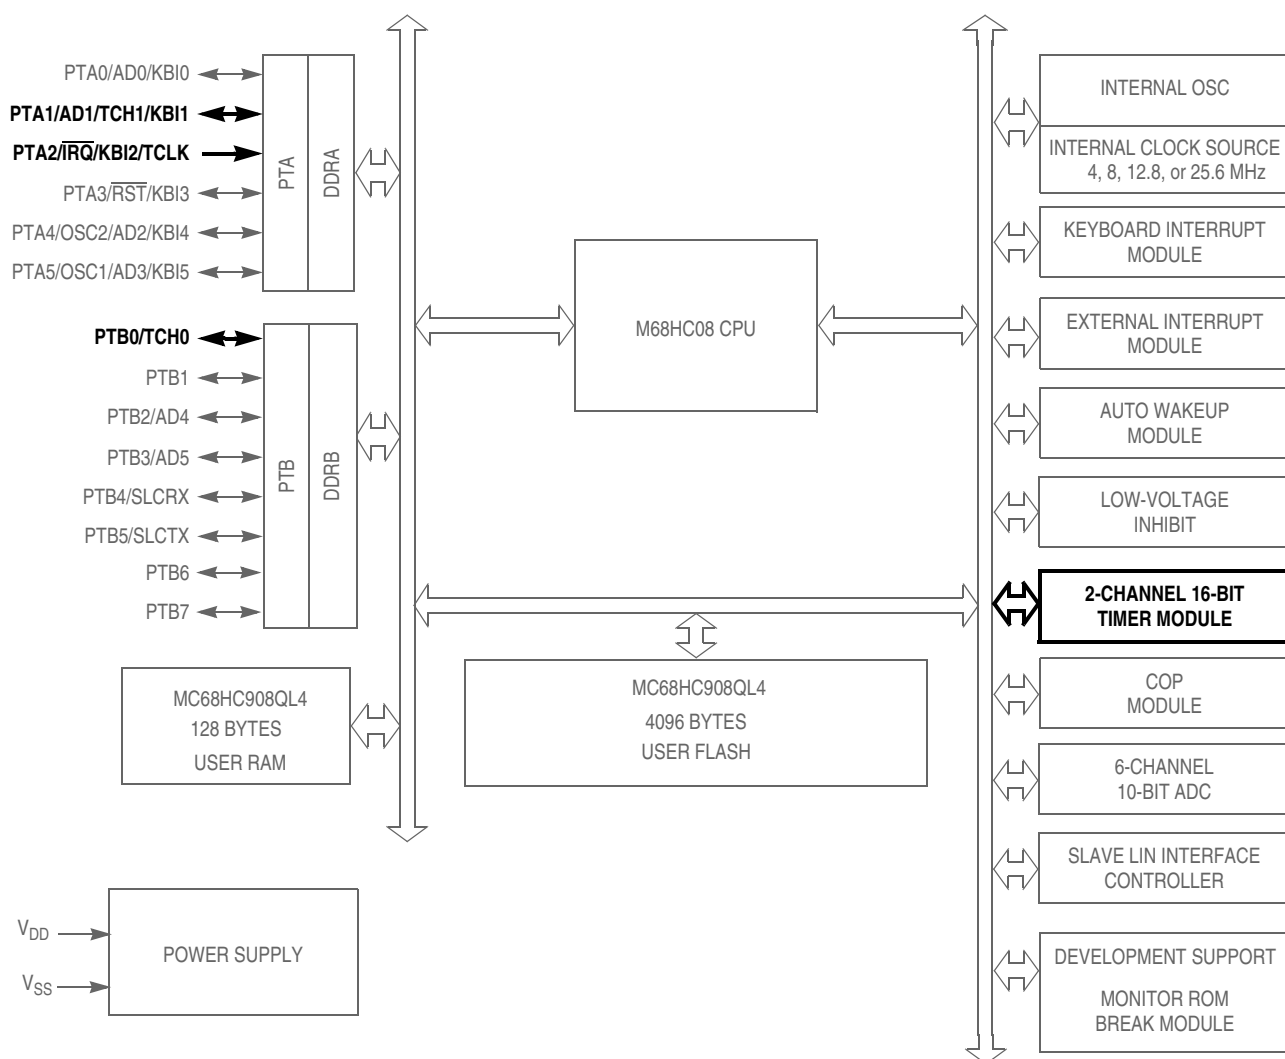 PTA0/AD0/KBI0
PTA1/AD1/TCH1/KBI1
PTA2/IRQ/KBI2/TCLK
PTA3/RST/KBI3
PTA4/OSC2/AD2/KBI4
PTA5/OSC1/AD3/KBI5
PTA
DDRA
PTB0/TCH0
PTB1
PTB2/AD4
PTB3/AD5
PTB4/SLCRX
PTB5/SLCTX
PTB6
PTB7
PTB
DDRB
M68HC08 CPU
MC68HC908QL4
128 BYTES
USER RAM
MC68HC908QL4
4096 BYTES
USER FLASH
VDD
VSS
POWER SUPPLY
INTERNAL OSC
INTERNAL CLOCK SOURCE
4, 8, 12.8, or 25.6 MHz
KEYBOARD INTERRUPT
MODULE
EXTERNAL INTERRUPT
MODULE
AUTO WAKEUP
MODULE
LOW-VOLTAGE
INHIBIT
2-CHANNEL 16-BIT
TIMER MODULE
COP
MODULE
6-CHANNEL
10-BIT ADC
SLAVE LIN INTERFACE
CONTROLLER
DEVELOPMENT SUPPORT
MONITOR ROM
BREAK MODULE